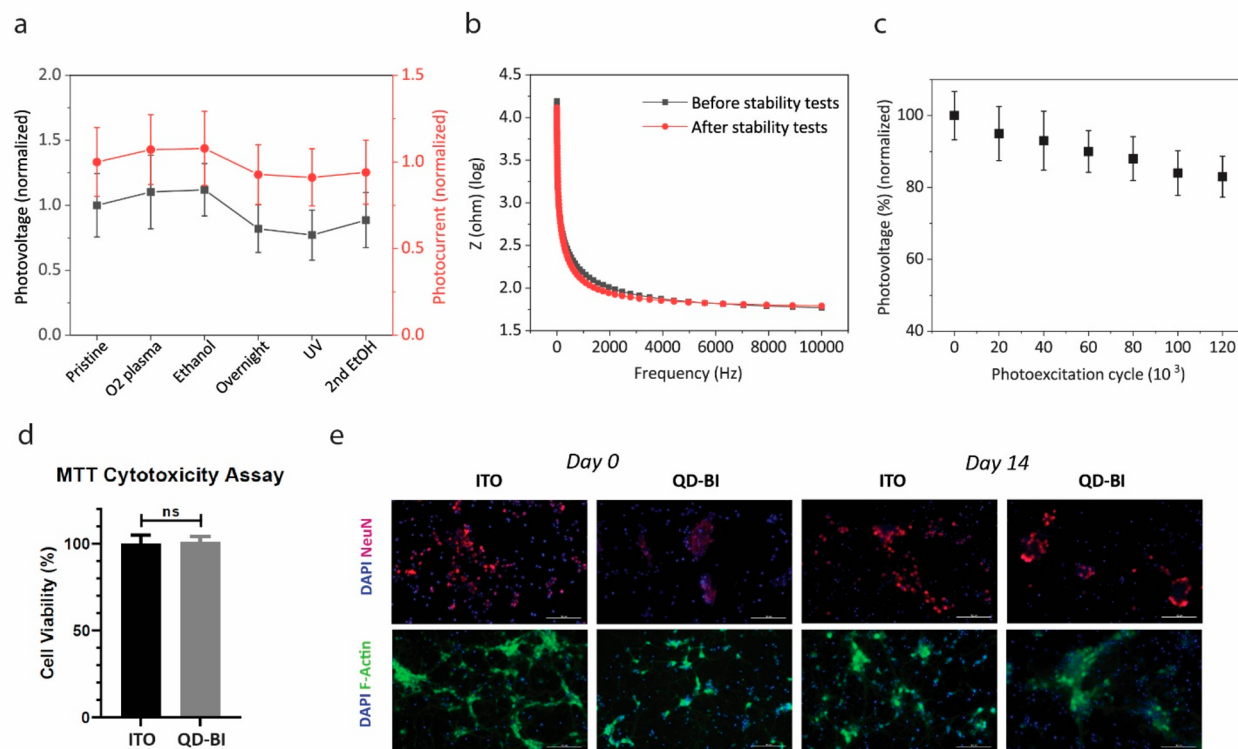 a
Photovoltage (normalized)
2.0
1.5
1.0
0.5
0.0
Photocurrent (normalized)
1.5
1.0
0.5
0.0
Pristine
O2 plasma
Ethanol
Overnight
UV
2nd EtOH
b
Z (ohm) (log)
4.5
4.0
3.5
3.0
2.5
2.0
1.5
Before stability tests
After stability tests
0 2000 4000 6000 8000 10000
Frequency (Hz)
c
Photovoltage (%) (normalized)
100
80
60
40
0 20 40 60 80 100 120
Photoexcitation cycle (10 3)
d
MTT Cytotoxicity Assay
ns
Cell Viability (%)
100
50
0
ITO QD-BI
e
Day 0 Day 14
ITO QD-BI ITO QD-BI
DAPI NeuN
DAPI F-Actin